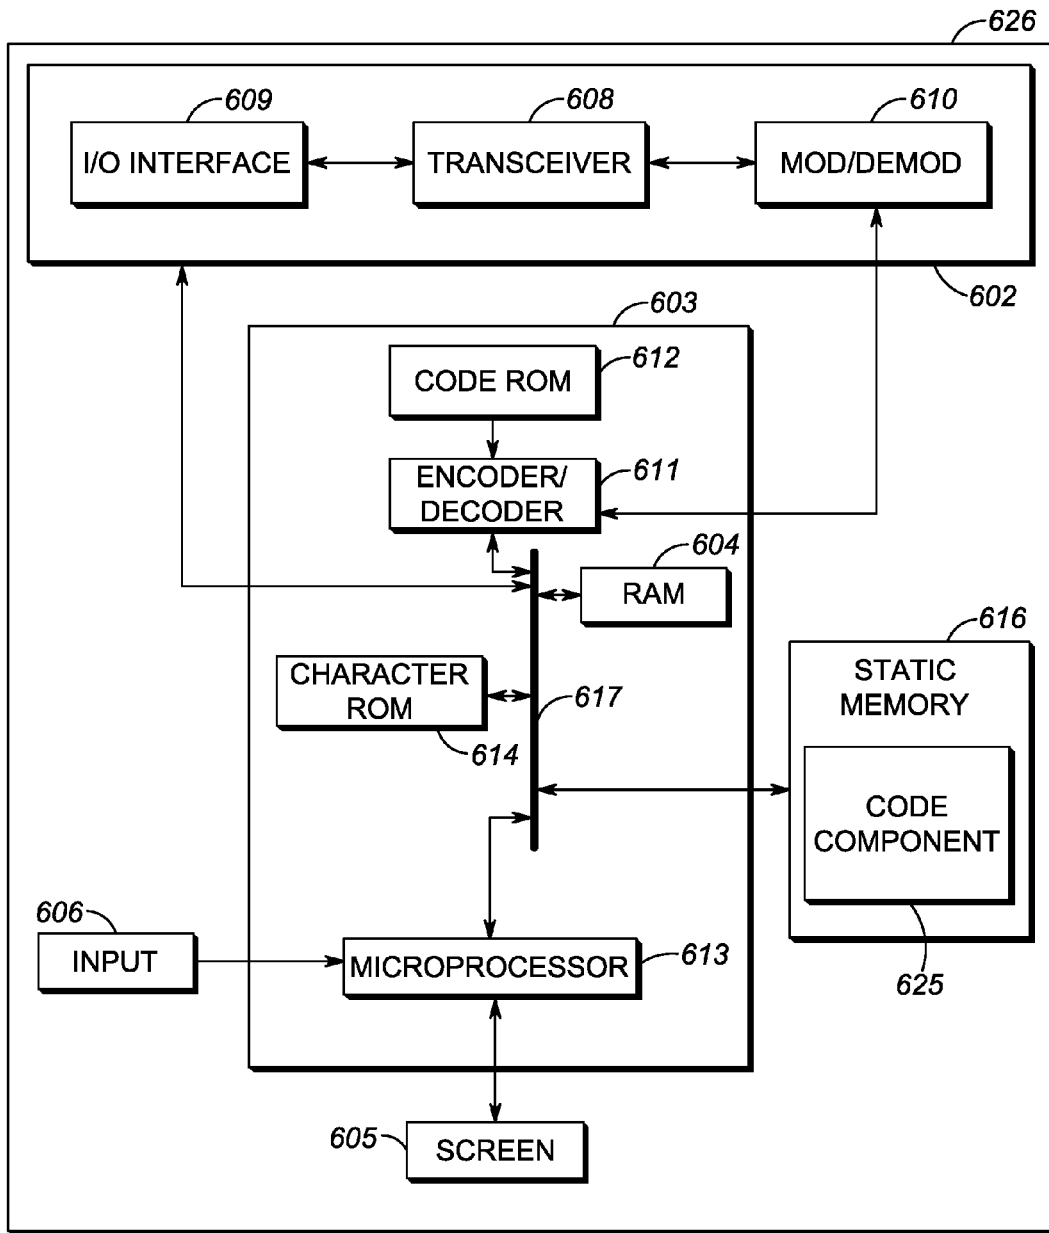 626
609
608
610
I/O INTERFACE
TRANSCEIVER
MOD/DEMOD
602
603
612
CODE ROM
ENCODER/
DECODER
611
604
RAM
616
STATIC
MEMORY
CHARACTER
ROM
617
614
CODE
COMPONENT
606
INPUT
MICROPROCESSOR
613
625
605
SCREEN